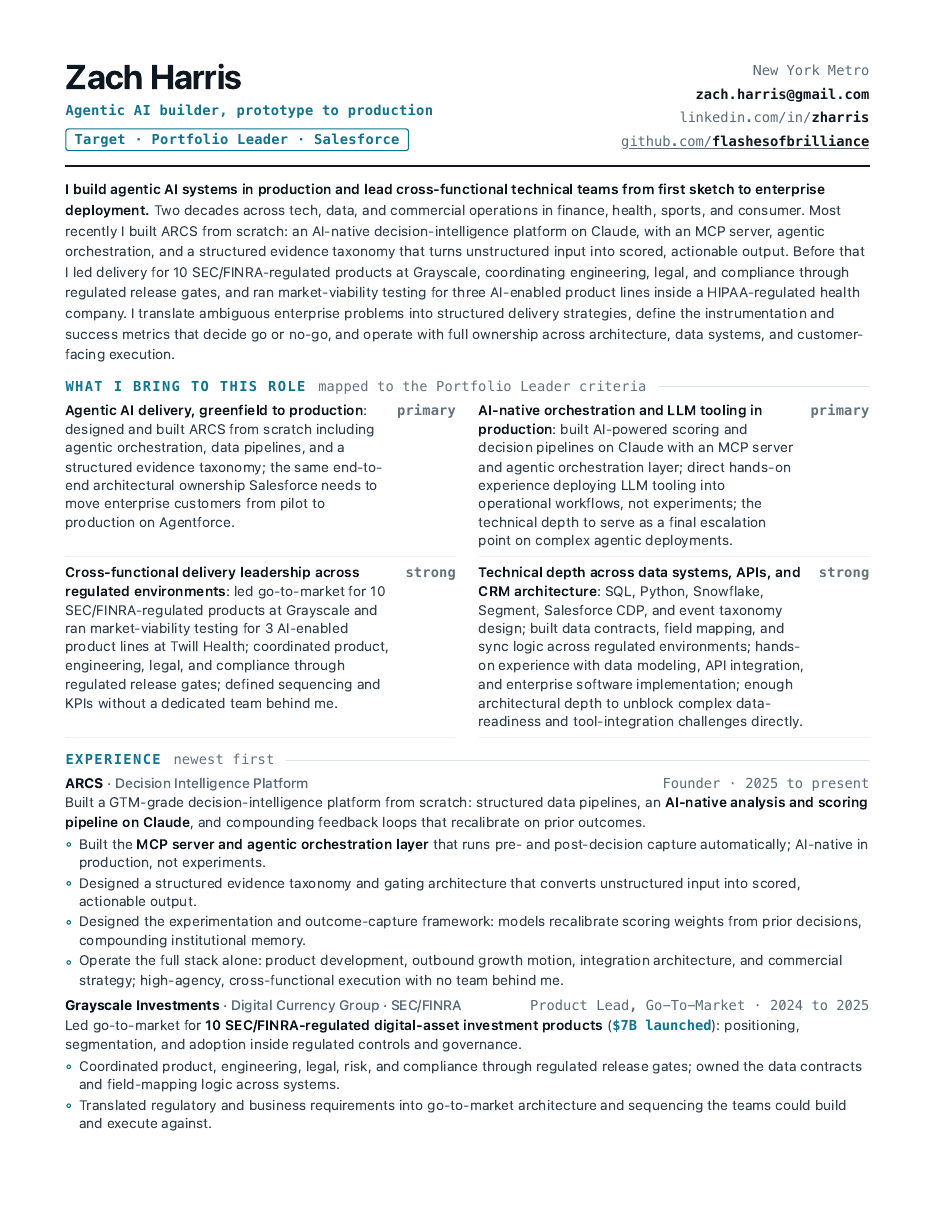 Zach Harris
Agentic AI builder, prototype to production
Target · Portfolio Leader · Salesforce
New York Metro
zach.harris@gmail.com
linkedin.com/in/zharris
github.com/flashesofbrilliance
I build agentic AI systems in production and lead cross-functional technical teams from first sketch to enterprise
deployment. Two decades across tech, data, and commercial operations in finance, health, sports, and consumer. Most
recently I built ARCS from scratch: an AI-native decision-intelligence platform on Claude, with an MCP server, agentic
orchestration, and a structured evidence taxonomy that turns unstructured input into scored, actionable output. Before that
I led delivery for 10 SEC/FINRA-regulated products at Grayscale, coordinating engineering, legal, and compliance through
regulated release gates, and ran market-viability testing for three AI-enabled product lines inside a HIPAA-regulated health
company. I translate ambiguous enterprise problems into structured delivery strategies, define the instrumentation and
success metrics that decide go or no-go, and operate with full ownership across architecture, data systems, and customer-
facing execution.
WHAT I BRING TO THIS ROLE mapped to the Portfolio Leader criteria
Agentic AI delivery, greenfield to production: primary
designed and built ARCS from scratch including
agentic orchestration, data pipelines, and a
structured evidence taxonomy; the same end-to-
end architectural ownership Salesforce needs to
move enterprise customers from pilot to
production on Agentforce.
AI-native orchestration and LLM tooling in primary
production: built AI-powered scoring and
decision pipelines on Claude with an MCP server
and agentic orchestration layer; direct hands-on
experience deploying LLM tooling into
operational workflows, not experiments; the
technical depth to serve as a final escalation
point on complex agentic deployments.
Cross-functional delivery leadership across strong
regulated environments: led go-to-market for 10
SEC/FINRA-regulated products at Grayscale and
ran market-viability testing for 3 AI-enabled
product lines at Twill Health; coordinated product,
engineering, legal, and compliance through
regulated release gates; defined sequencing and
KPIs without a dedicated team behind me.
Technical depth across data systems, APIs, and strong
CRM architecture: SQL, Python, Snowflake,
Segment, Salesforce CDP, and event taxonomy
design; built data contracts, field mapping, and
sync logic across regulated environments; hands-
on experience with data modeling, API integration,
and enterprise software implementation; enough
architectural depth to unblock complex data-
readiness and tool-integration challenges directly.
EXPERIENCE newest first
ARCS · Decision Intelligence Platform Founder · 2025 to present
Built a GTM-grade decision-intelligence platform from scratch: structured data pipelines, an AI-native analysis and scoring
pipeline on Claude, and compounding feedback loops that recalibrate on prior outcomes.
Built the MCP server and agentic orchestration layer that runs pre- and post-decision capture automatically; AI-native in
production, not experiments.
Designed a structured evidence taxonomy and gating architecture that converts unstructured input into scored,
actionable output.
Designed the experimentation and outcome-capture framework: models recalibrate scoring weights from prior decisions,
compounding institutional memory.
Operate the full stack alone: product development, outbound growth motion, integration architecture, and commercial
strategy; high-agency, cross-functional execution with no team behind me.
Grayscale Investments · Digital Currency Group · SEC/FINRA Product Lead, Go-To-Market · 2024 to 2025
Led go-to-market for 10 SEC/FINRA-regulated digital-asset investment products ($7B launched): positioning,
segmentation, and adoption inside regulated controls and governance.
Coordinated product, engineering, legal, risk, and compliance through regulated release gates; owned the data contracts
and field-mapping logic across systems.
Translated regulatory and business requirements into go-to-market architecture and sequencing the teams could build
and execute against.